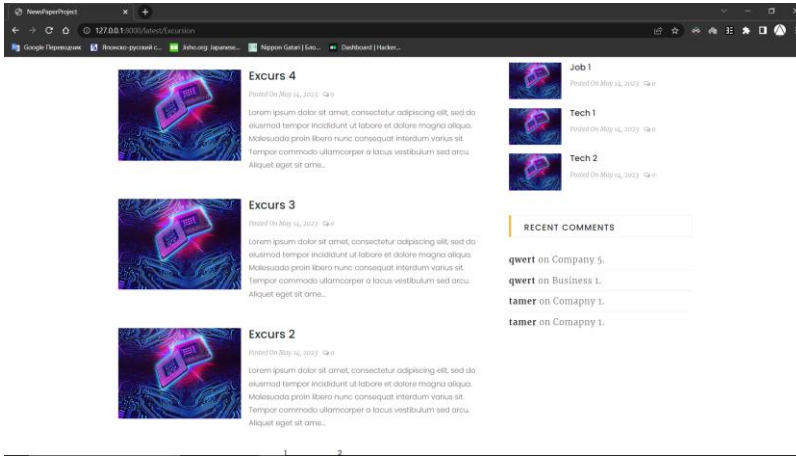 NewsPaperProject
127.0.0.1:8000/latest/Excursion
Google Переводчик
Японско-русский с...
Jisho.org: Japanese...
Nippon Gatari | Бло...
Dashboard | Hacker...
Excurs 4
Posted On May 14, 2023 0
Lorem ipsum dolor sit amet, consectetur adipiscing elit, sed do
eiusmod tempor incididunt ut labore et dolore magna aliqua.
Malesuada proin libero nunc consequat interdum varius sit.
Tempor commodo ullamcorper a lacus vestibulum sed arcu.
Aliquet eget sit ame...
Excurs 3
Posted On May 14, 2023 0
Lorem ipsum dolor sit amet, consectetur adipiscing elit, sed do
eiusmod tempor incididunt ut labore et dolore magna aliqua.
Malesuada proin libero nunc consequat interdum varius sit.
Tempor commodo ullamcorper a lacus vestibulum sed arcu.
Aliquet eget sit ame...
Excurs 2
Posted On May 14, 2023 0
Lorem ipsum dolor sit amet, consectetur adipiscing elit, sed do
eiusmod tempor incididunt ut labore et dolore magna aliqua.
Malesuada proin libero nunc consequat interdum varius sit.
Tempor commodo ullamcorper a lacus vestibulum sed arcu.
Aliquet eget sit ame...
1 2
Job 1
Posted On May 14, 2023 0
Tech 1
Posted On May 14, 2023 0
Tech 2
Posted On May 14, 2023 0
RECENT COMMENTS
qwert on Company 5.
qwert on Business 1.
tamer on Comapny 1.
tamer on Comapny 1.